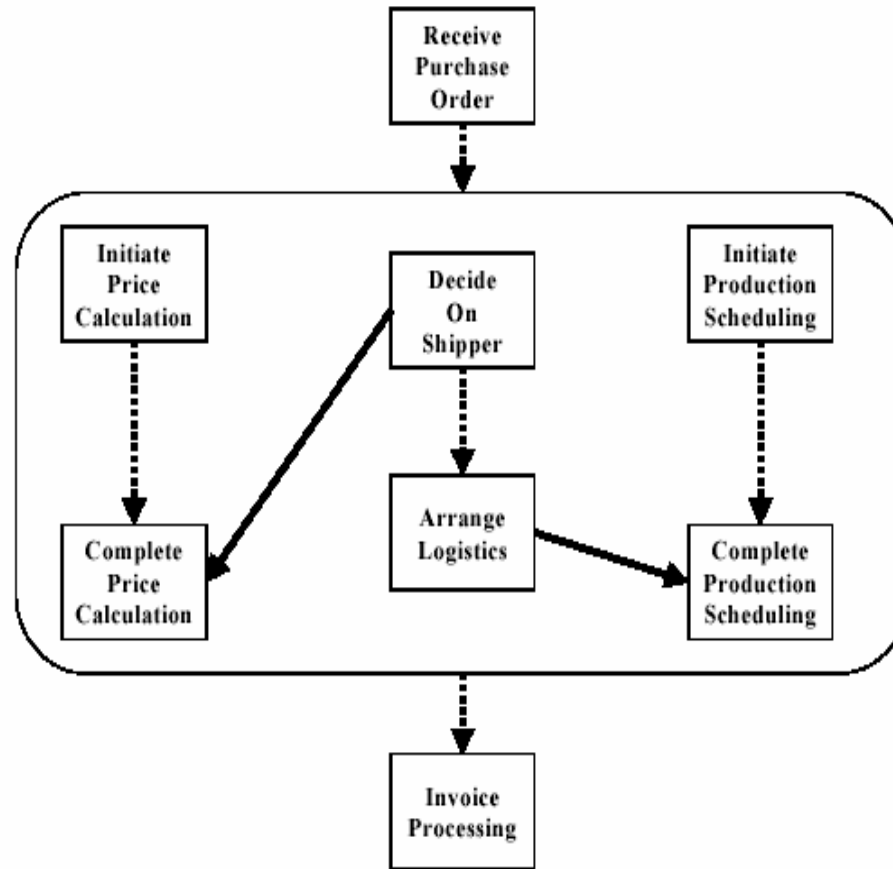 Receive
Purchase
Order
Initiate
Price
Calculation
Decide
On
Shipper
Initiate
Production
Scheduling
Complete
Price
Calculation
Arrange
Logistics
Complete
Production
Scheduling
Invoice
Processing